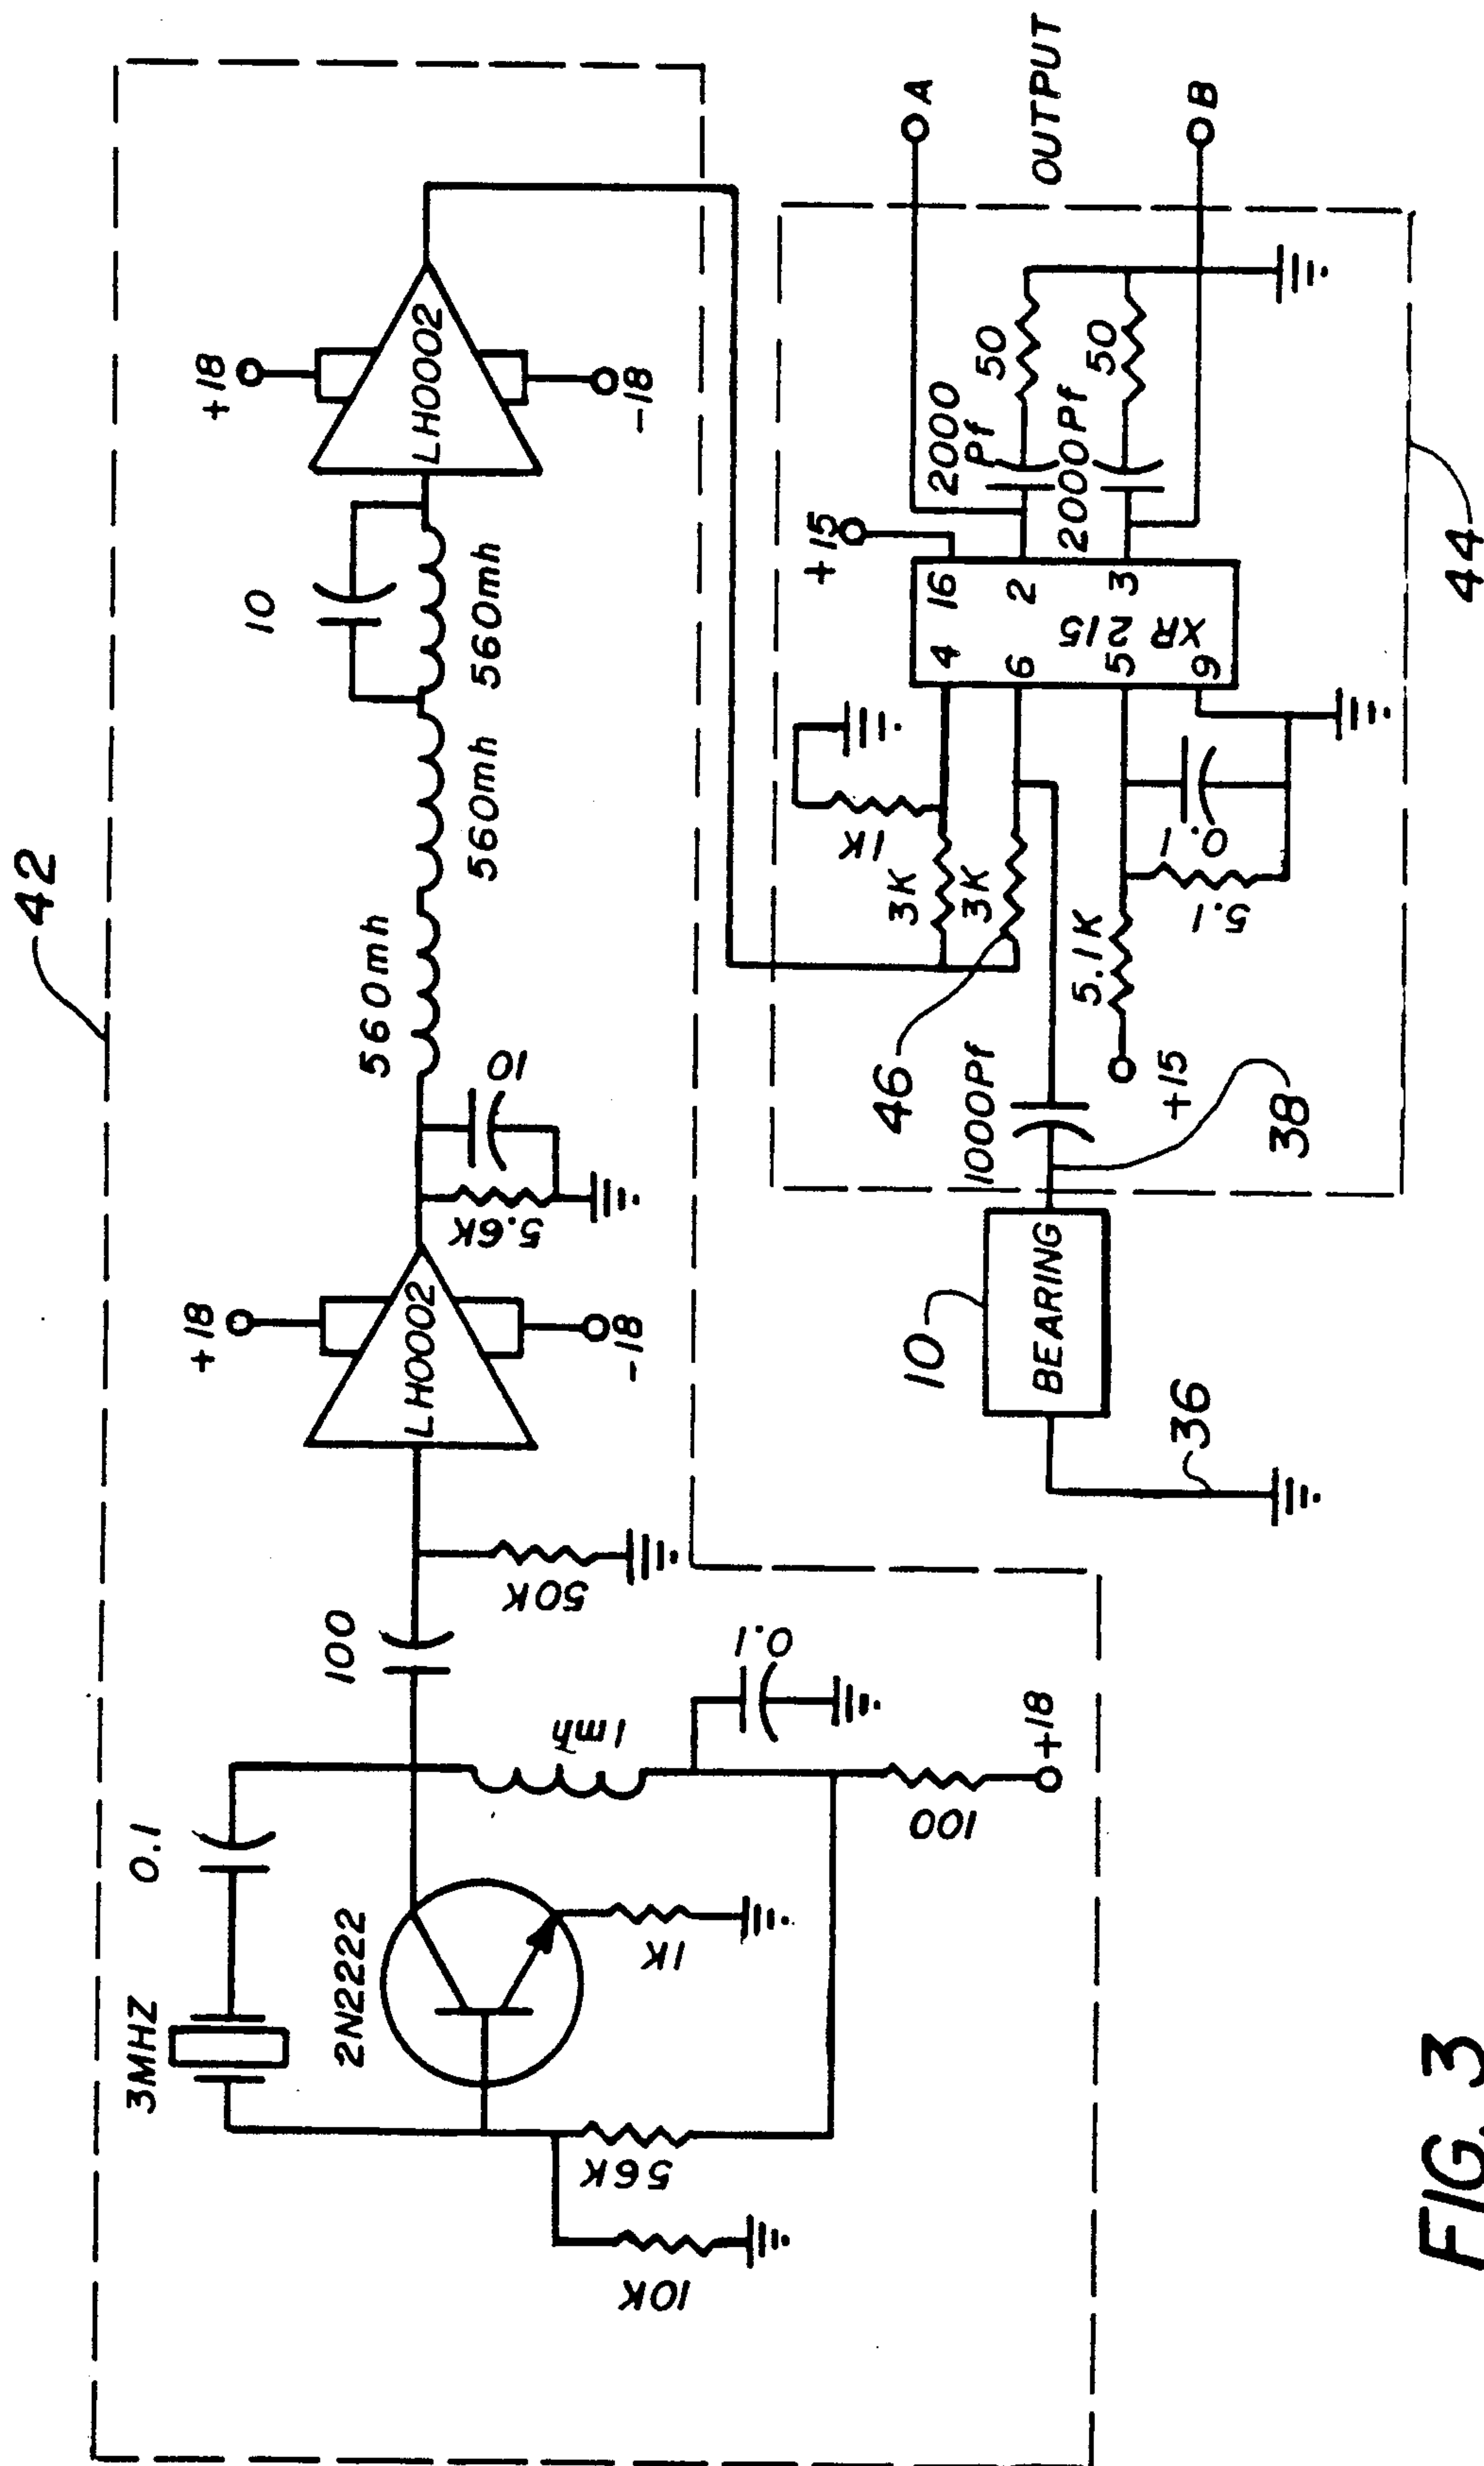 42
3MHZ
0.1
2N2222
10K
56K
1K
1mh
0.1
100
+18
100
50K
+18
LH0002
-18
5.6K
10
560mh
560mh
560mh
10
+18
LH0002
-18
10
BEARING
36
38
1000Pf
46
3K
3K
1K
5.1K
+15
5.1
0.1
4
6
5
9
XR 215
16
2
3
+15
2000
Pf
50
2000Pf
50
A
OUTPUT
B
44
FIG. 3